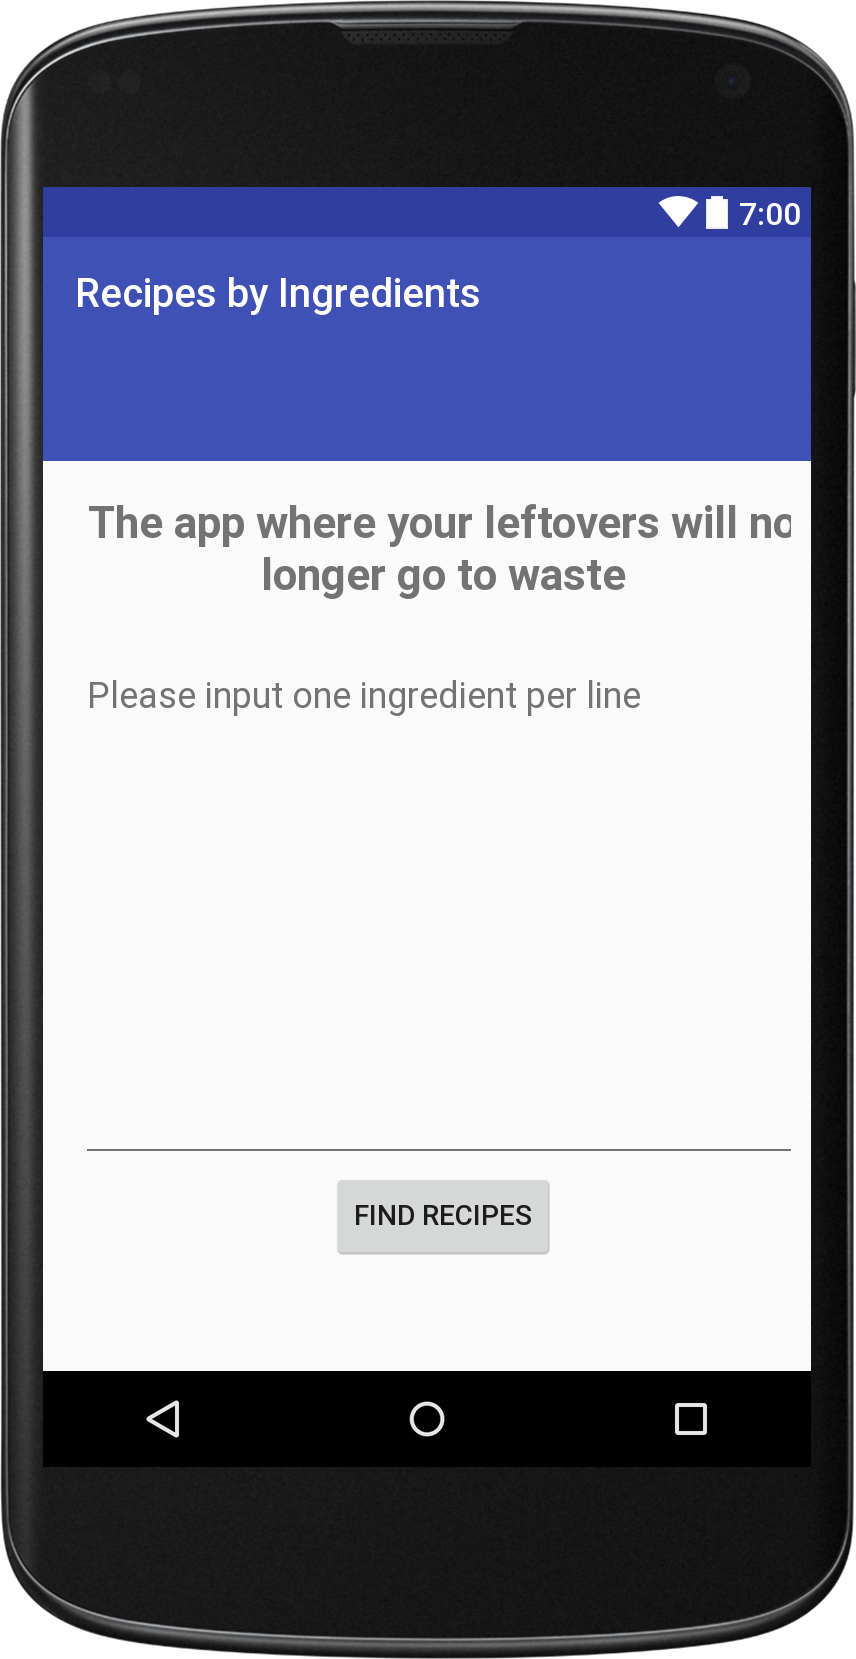 7:00
Recipes by Ingredients
The app where your leftovers will no
longer go to waste
Please input one ingredient per line
FIND RECIPES